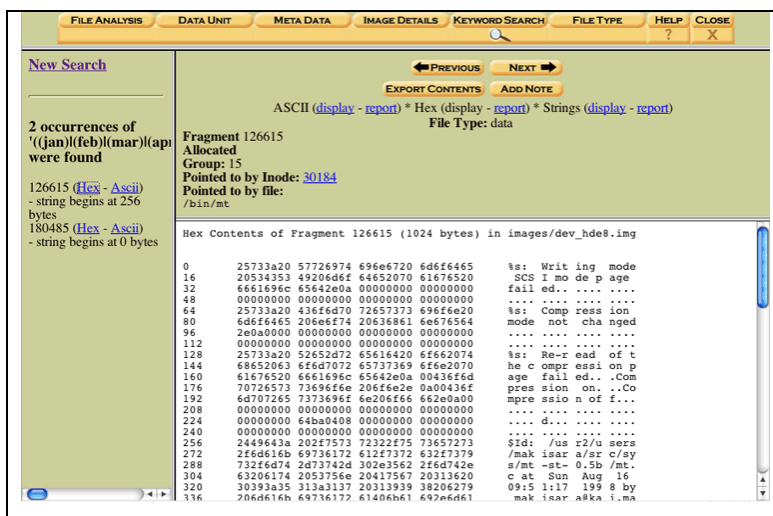 FILE ANALYSIS DATA UNIT META DATA IMAGE DETAILS KEYWORD SEARCH FILE TYPE HELP CLOSE
? X
New Search
PREVIOUS NEXT
EXPORT CONTENTS ADD NOTE
ASCII (display - report) * Hex (display - report) * Strings (display - report)
File Type: data
2 occurrences of
'((jan)|(feb)|(mar)|(apr
were found
126615 (Hex - Ascii)
- string begins at 256
bytes
180485 (Hex - Ascii)
- string begins at 0 bytes
Fragment 126615
Allocated
Group: 15
Pointed to by Inode: 30184
Pointed to by file:
/bin/mt
Hex Contents of Fragment 126615 (1024 bytes) in images/dev_hde8.img
0 25733a20 57726974 696e6720 6d6f6465 %s: Writ ing mode
16 20534353 49206d6f 64652070 61676520 SCS I mo de p age
32 6661696c 65642e0a 00000000 00000000 fail ed.. .... ....
48 00000000 00000000 00000000 00000000 .... .... .... ....
64 25733a20 436f6d70 72657373 696f6e20 %s: Comp ress ion
80 6d6f6465 206e6f74 20636861 6e676564 mode not cha nged
96 2e0a0000 00000000 00000000 00000000 .... .... .... ....
112 00000000 00000000 00000000 00000000 .... .... .... ....
128 25733a20 52652d72 65616420 6f662074 %s: Re-r ead of t
144 68652063 6f6d7072 65737369 6f6e2070 he c ompr essi on p
160 61676520 6661696c 65642e0a 00436f6d age fail ed.. .Com
176 70726573 73696f6e 206f6e2e 0a00436f pres sion on. ..Co
192 6d707265 7373696f 6e206f66 662e0a00 mpre ssio n of f...
208 00000000 00000000 00000000 00000000 .... .... .... ....
224 00000000 64ba0408 00000000 00000000 .... d... .... ....
240 00000000 00000000 00000000 00000000 .... .... .... ....
256 2449643a 202f7573 72322f75 73657273 $Id: /us r2/u sers
272 2f6d616b 69736172 612f7372 632f7379 /mak isar a/sr c/sy
288 732f6d74 2d73742d 302e3562 2f6d742e s/mt -st- 0.5b /mt.
304 63206174 2053756e 20417567 20313620 c at Sun Aug 16
320 30393a35 313a3137 20313939 38206279 09:5 1:17 199 8 by
336 206d616b 69736172 61406b61 692e6d61 mak isar a@ka i.ma